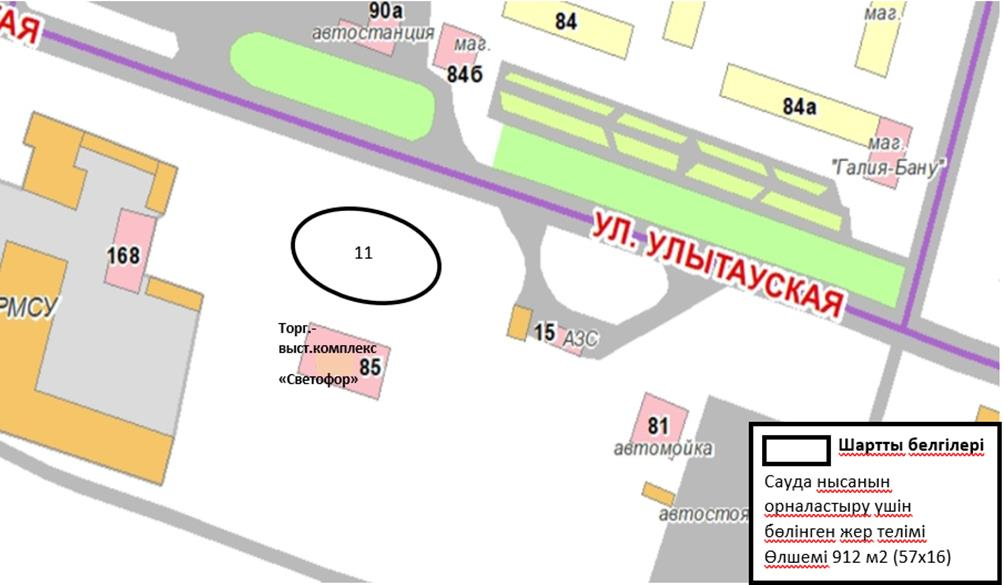 АЯ
90а
автостанция
маг.
84б
84
маг.
84а
маг.
"Галия-Бану"
УЛ. УЛЫТАУСКАЯ
168
РМСУ
11
Торг.-
выст.комплекс
«Светофор»
85
15 АЗС
81
автомойка
автостоя
Шартты белгілері
Сауда нысанын
орналастыру үшін
бөлінген жер телімі
Өлшемі 912 м2 (57х16)